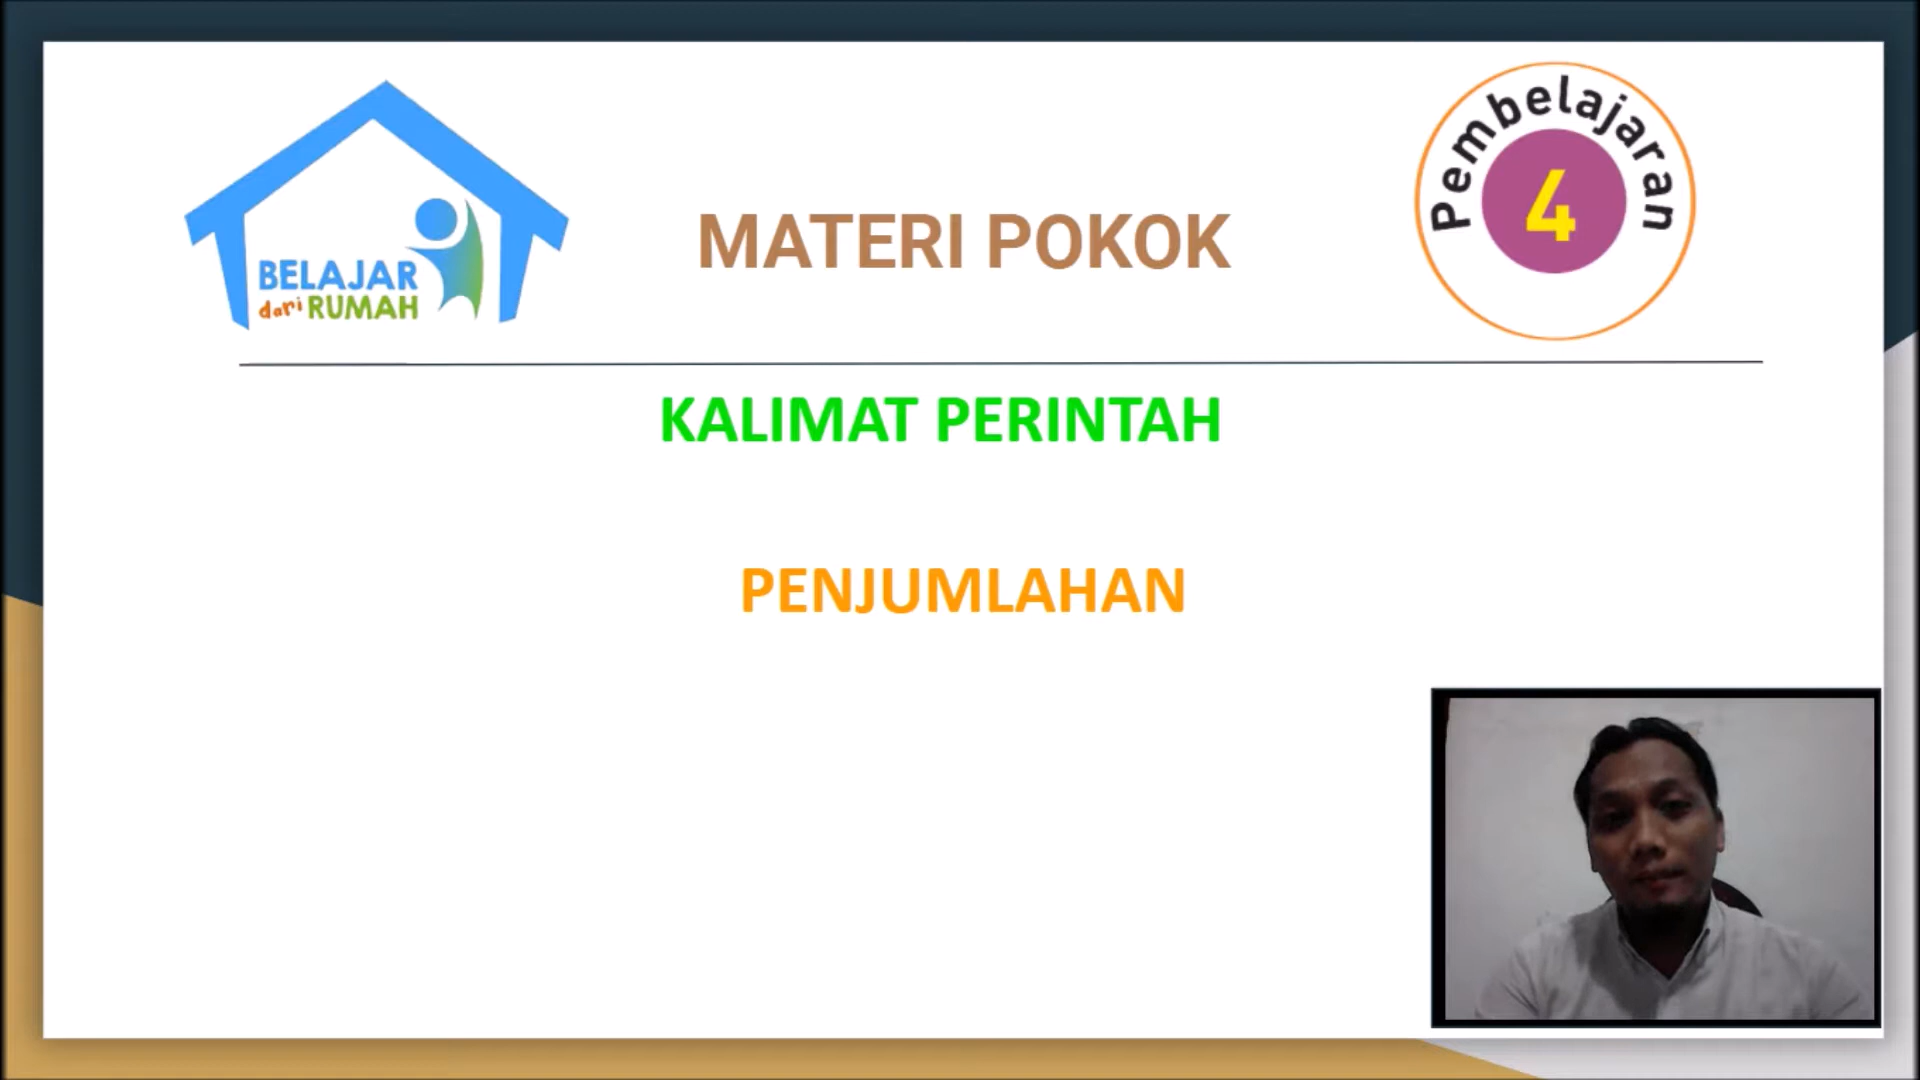 BELAJAR
dari RUMAH
MATERI POKOK
Pembelajaran
4
KALIMAT PERINTAH
PENJUMLAHAN